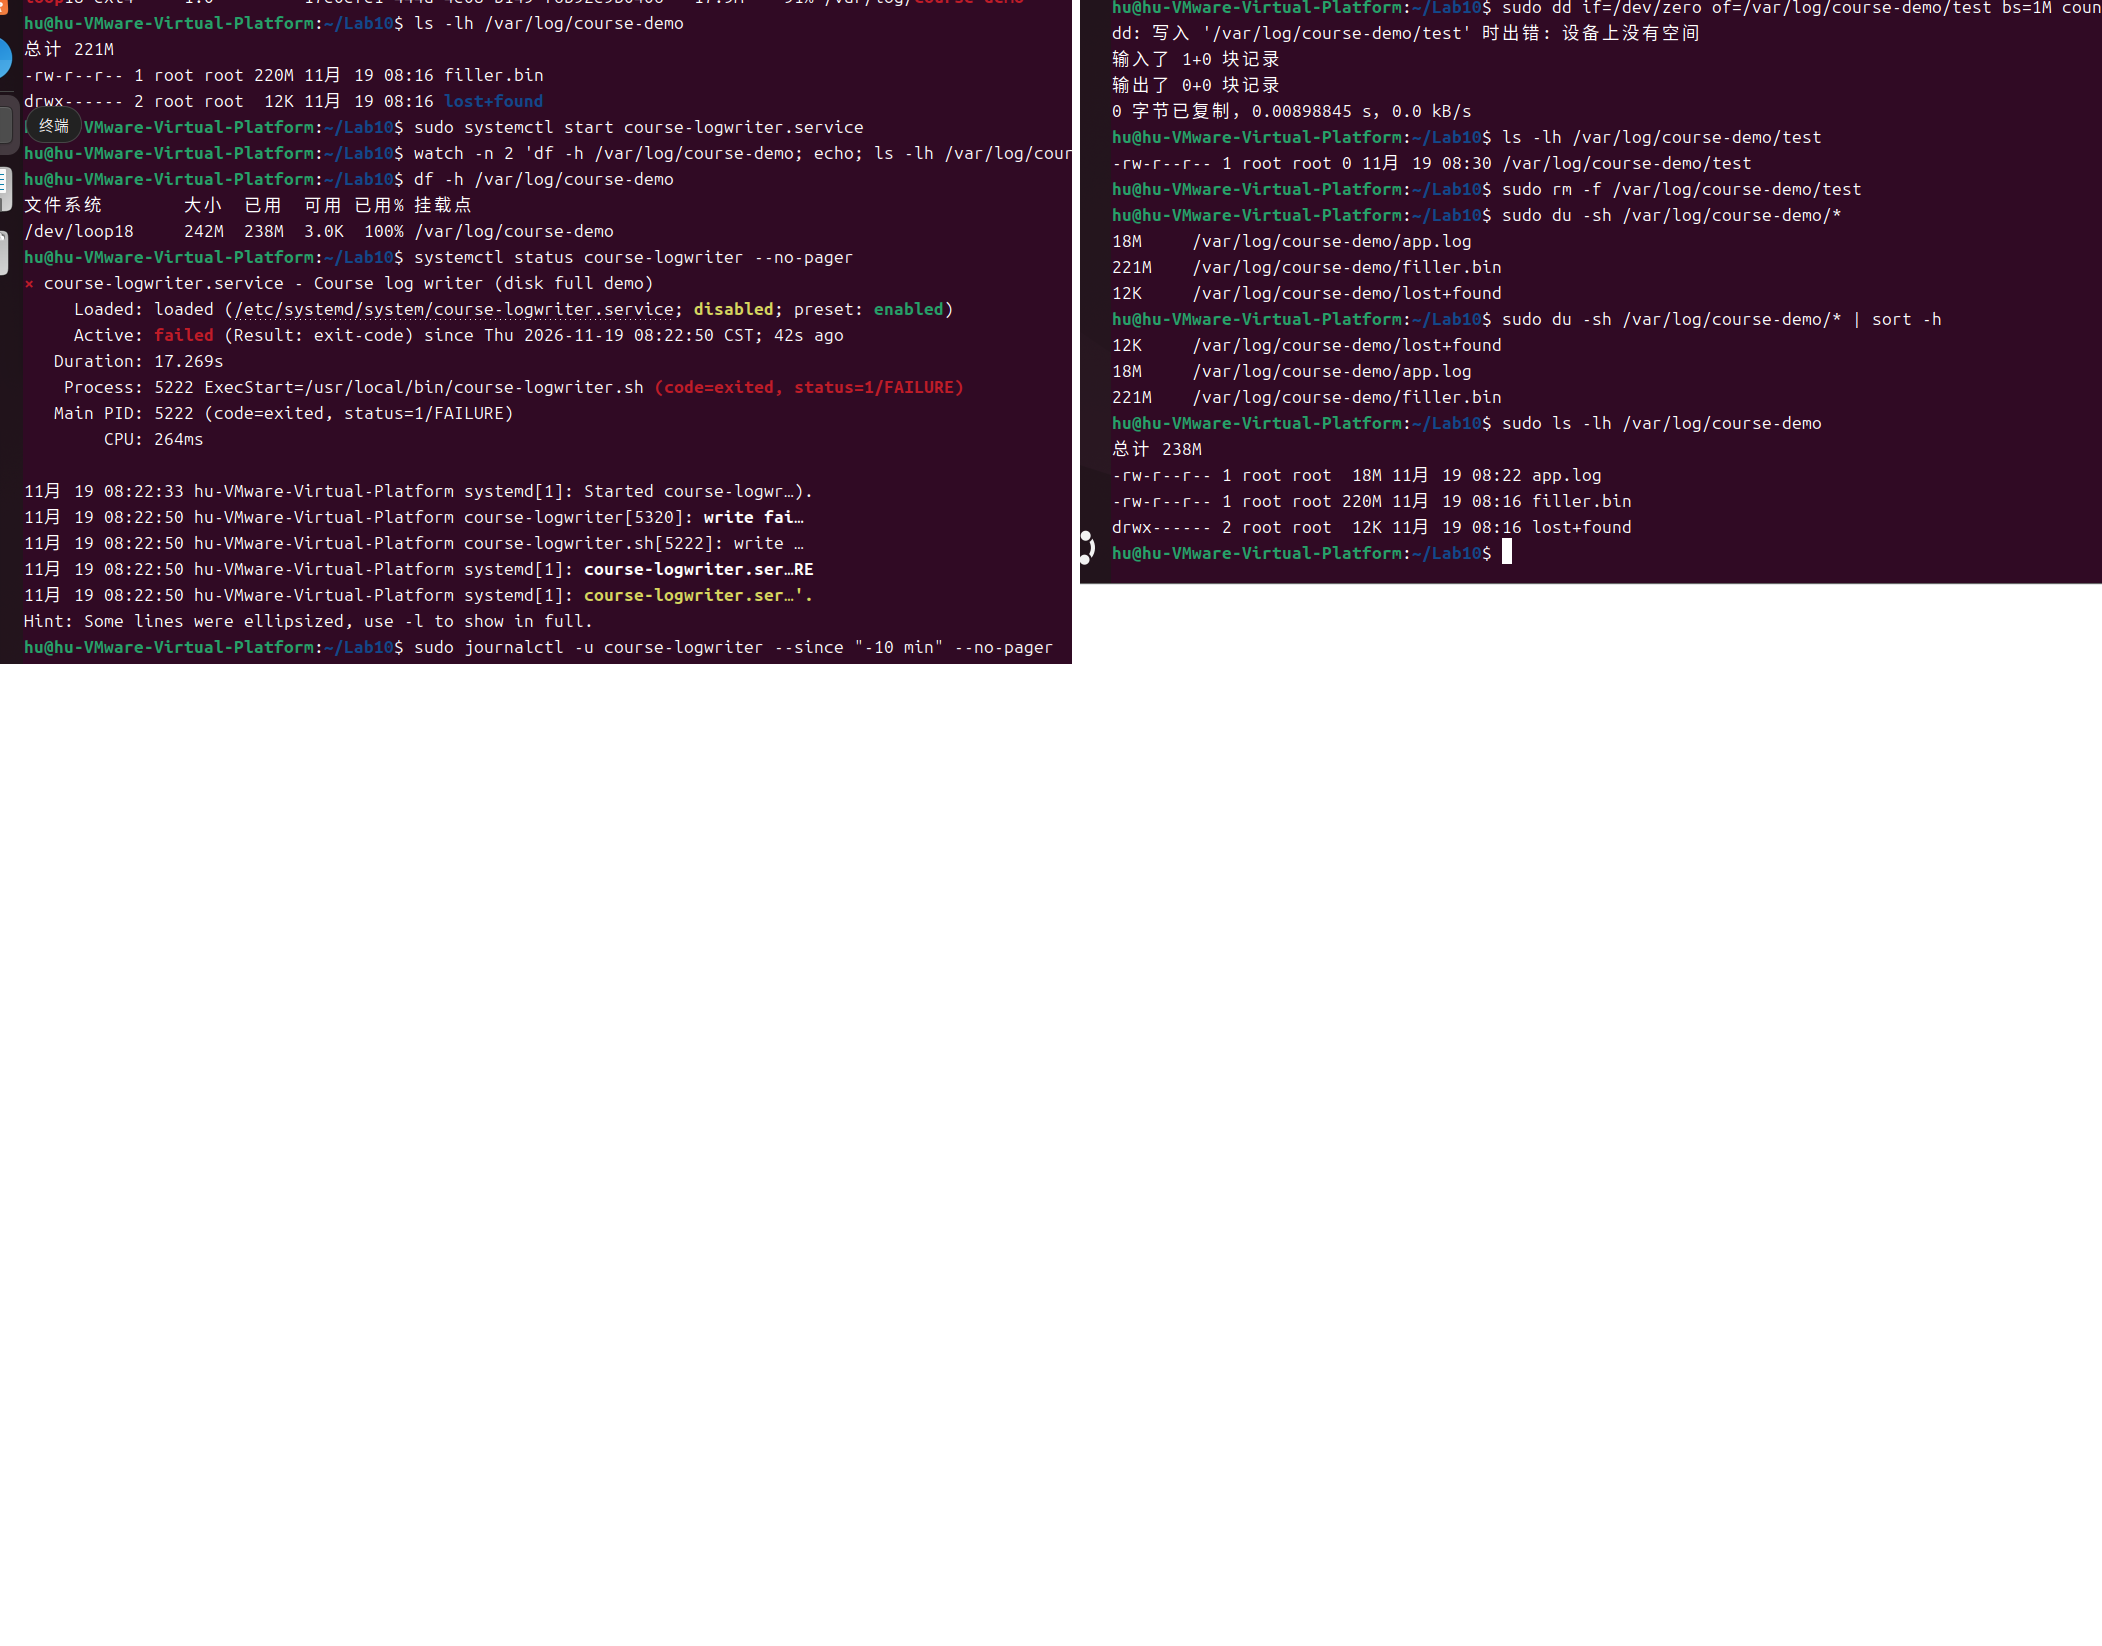 hu@hu-VMware-Virtual-Platform:~/Lab10$ ls -lh /var/log/course-demo
总计 221M
-rw-r--r-- 1 root root 220M 11月 19 08:16 filler.bin
drwx------ 2 root root  12K 11月 19 08:16 lost+found
终端
VMware-Virtual-Platform:~/Lab10$ sudo systemctl start course-logwriter.service
hu@hu-VMware-Virtual-Platform:~/Lab10$ watch -n 2 'df -h /var/log/course-demo; echo; ls -lh /var/log/cour
hu@hu-VMware-Virtual-Platform:~/Lab10$ df -h /var/log/course-demo
文件系统        大小  已用  可用 已用% 挂载点
/dev/loop18     242M  238M  3.0K  100% /var/log/course-demo
hu@hu-VMware-Virtual-Platform:~/Lab10$ systemctl status course-logwriter --no-pager
× course-logwriter.service - Course log writer (disk full demo)
     Loaded: loaded (/etc/systemd/system/course-logwriter.service; disabled; preset: enabled)
     Active: failed (Result: exit-code) since Thu 2026-11-19 08:22:50 CST; 42s ago
   Duration: 17.269s
    Process: 5222 ExecStart=/usr/local/bin/course-logwriter.sh (code=exited, status=1/FAILURE)
   Main PID: 5222 (code=exited, status=1/FAILURE)
        CPU: 264ms
11月 19 08:22:33 hu-VMware-Virtual-Platform systemd[1]: Started course-logwr…).
11月 19 08:22:50 hu-VMware-Virtual-Platform course-logwriter[5320]: write fai…
11月 19 08:22:50 hu-VMware-Virtual-Platform course-logwriter.sh[5222]: write …
11月 19 08:22:50 hu-VMware-Virtual-Platform systemd[1]: course-logwriter.ser…RE
11月 19 08:22:50 hu-VMware-Virtual-Platform systemd[1]: course-logwriter.ser…'.
Hint: Some lines were ellipsized, use -l to show in full.
hu@hu-VMware-Virtual-Platform:~/Lab10$ sudo journalctl -u course-logwriter --since "-10 min" --no-pager
hu@hu-VMware-Virtual-Platform:~/Lab10$ sudo dd if=/dev/zero of=/var/log/course-demo/test bs=1M coun
dd: 写入 '/var/log/course-demo/test' 时出错: 设备上没有空间
输入了 1+0 块记录
输出了 0+0 块记录
0 字节已复制，0.00898845 s，0.0 kB/s
hu@hu-VMware-Virtual-Platform:~/Lab10$ ls -lh /var/log/course-demo/test
-rw-r--r-- 1 root root 0 11月 19 08:30 /var/log/course-demo/test
hu@hu-VMware-Virtual-Platform:~/Lab10$ sudo rm -f /var/log/course-demo/test
hu@hu-VMware-Virtual-Platform:~/Lab10$ sudo du -sh /var/log/course-demo/*
18M     /var/log/course-demo/app.log
221M    /var/log/course-demo/filler.bin
12K     /var/log/course-demo/lost+found
hu@hu-VMware-Virtual-Platform:~/Lab10$ sudo du -sh /var/log/course-demo/* | sort -h
12K     /var/log/course-demo/lost+found
18M     /var/log/course-demo/app.log
221M    /var/log/course-demo/filler.bin
hu@hu-VMware-Virtual-Platform:~/Lab10$ sudo ls -lh /var/log/course-demo
总计 238M
-rw-r--r-- 1 root root  18M 11月 19 08:22 app.log
-rw-r--r-- 1 root root 220M 11月 19 08:16 filler.bin
drwx------ 2 root root  12K 11月 19 08:16 lost+found
hu@hu-VMware-Virtual-Platform:~/Lab10$